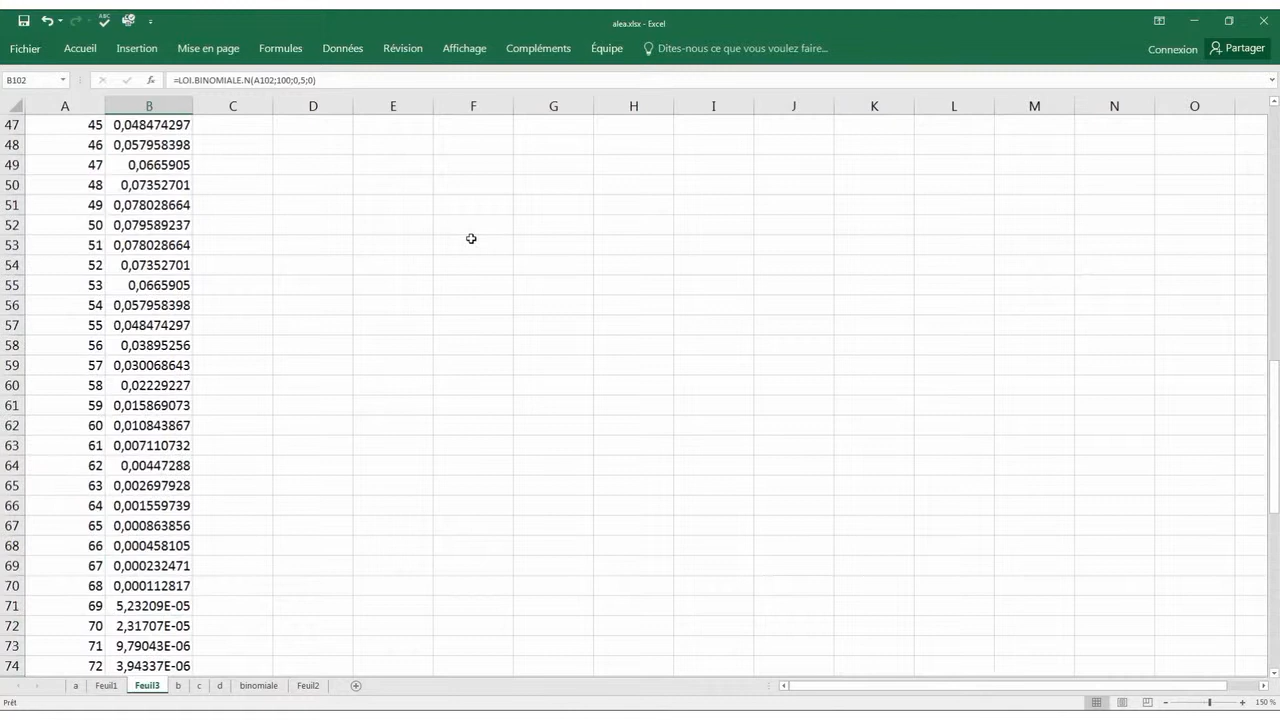 alea.xlsx - Excel
Fichier Accueil Insertion Mise en page Formules Données Révision Affichage Compléments Équipe Dites-nous ce que vous voulez faire... Connexion Partager
B102 fx =LOI.BINOMIALE.N(A102;100;0,5;0)
A B C D E F G H I J K L M N O
47 45 0,048474297
48 46 0,057958398
49 47 0,0665905
50 48 0,07352701
51 49 0,078028664
52 50 0,079589237
53 51 0,078028664
54 52 0,07352701
55 53 0,0665905
56 54 0,057958398
57 55 0,048474297
58 56 0,03895256
59 57 0,030068643
60 58 0,02229227
61 59 0,015869073
62 60 0,010843867
63 61 0,007110732
64 62 0,00447288
65 63 0,002697928
66 64 0,001559739
67 65 0,000863856
68 66 0,000458105
69 67 0,000232471
70 68 0,000112817
71 69 5,23209E-05
72 70 2,31707E-05
73 71 9,79043E-06
74 72 3,94337E-06
a Feuil1 Feuil3 b c d binomiale Feuil2
Prêt 150 %